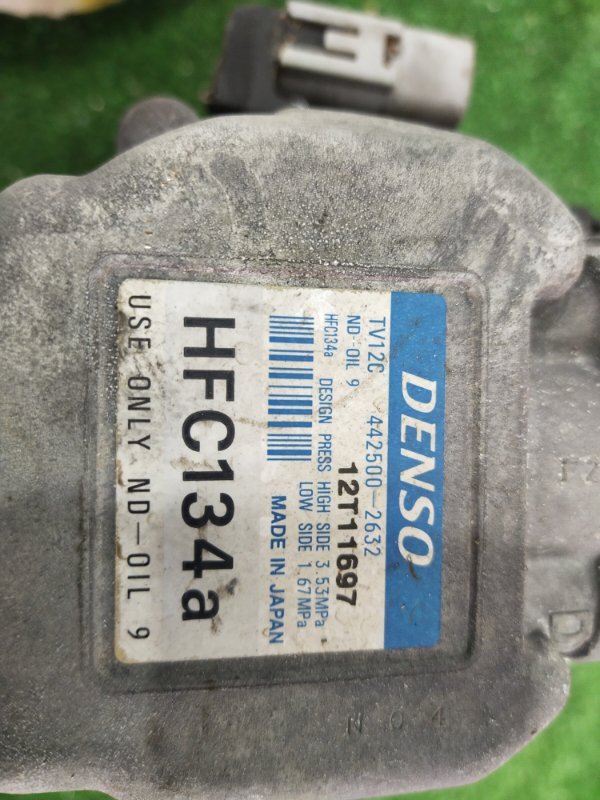 DENSO
TV12C 442500-2632
ND-OIL 9 12T11697
HFC134a DESIGN PRESS HIGH SIDE 3.53MPa
LOW SIDE 1.67MPa
MADE IN JAPAN
HFC134a
USE ONLY ND-OIL 9
N04
D